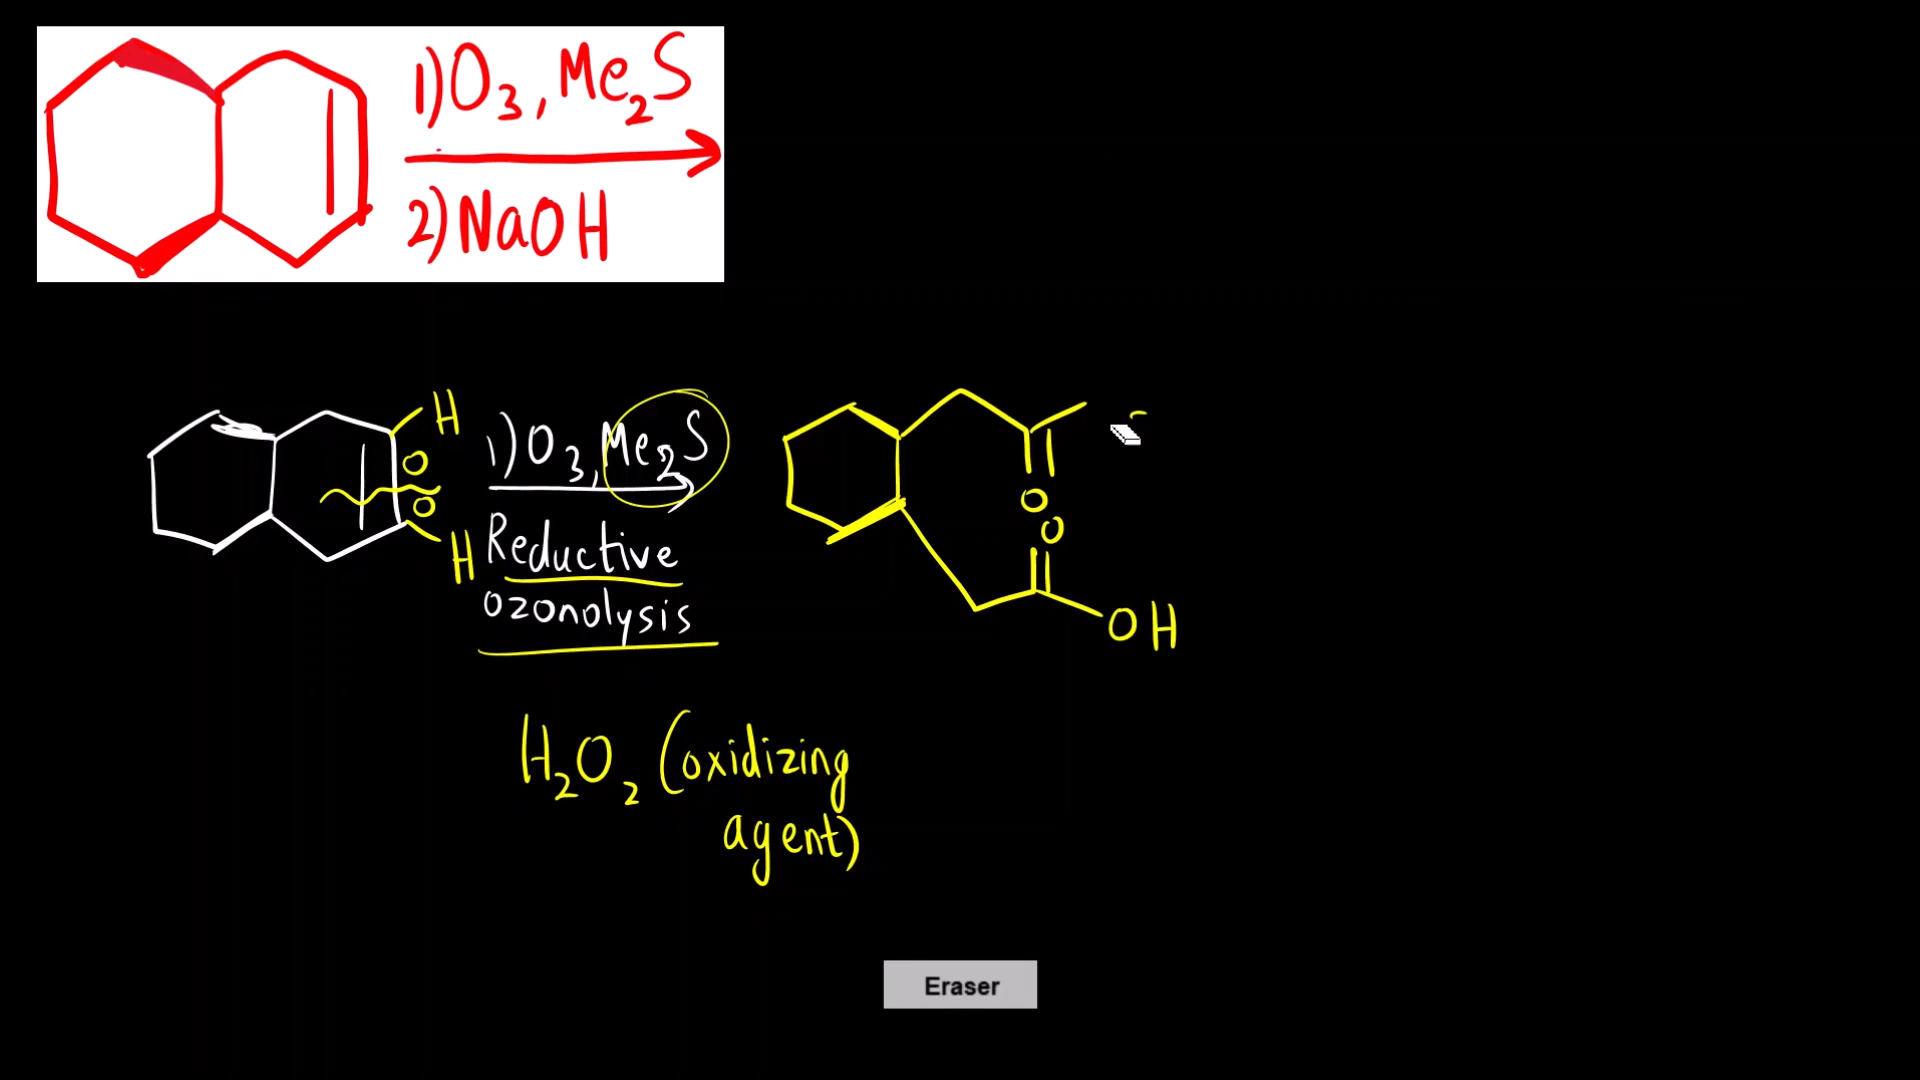 1) O₃, Me₂S
2) NaOH
H
O
O
H
1) O₃, Me₂S
Reductive
ozonolysis
O
O
OH
H₂O₂ (oxidizing
agent)
Eraser